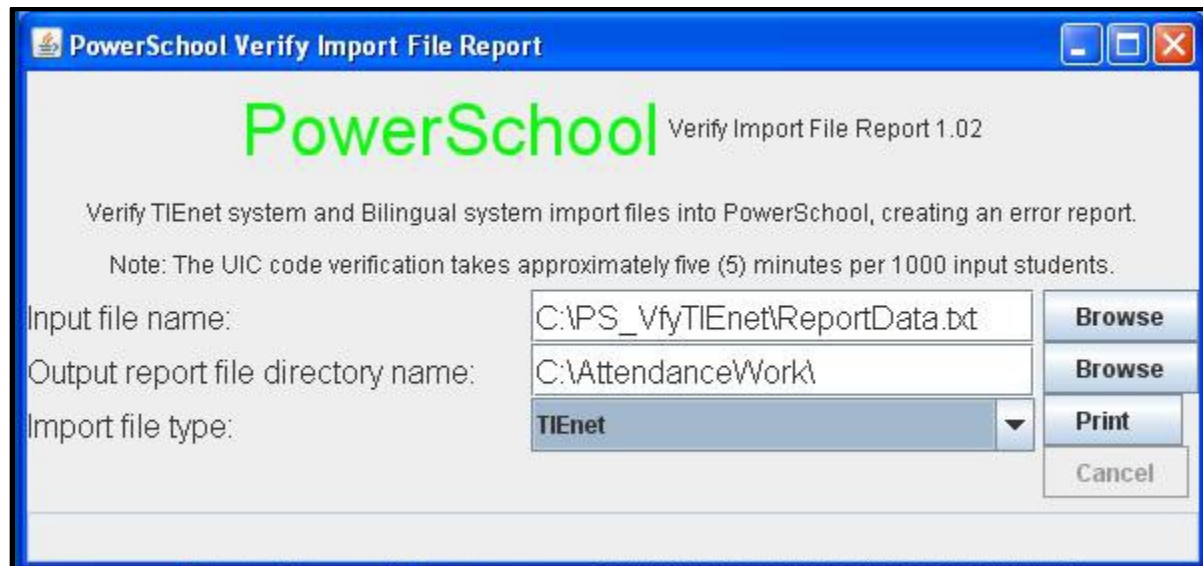 PowerSchool Verify Import File Report
PowerSchool Verify Import File Report 1.02
Verify TIEnet system and Bilingual system import files into PowerSchool, creating an error report.
Note: The UIC code verification takes approximately five (5) minutes per 1000 input students.
Input file name: C:\PS_VfyTIEnet\ReportData.txt Browse
Output report file directory name: C:\AttendanceWork\ Browse
Import file type: TIEnet Print
Cancel